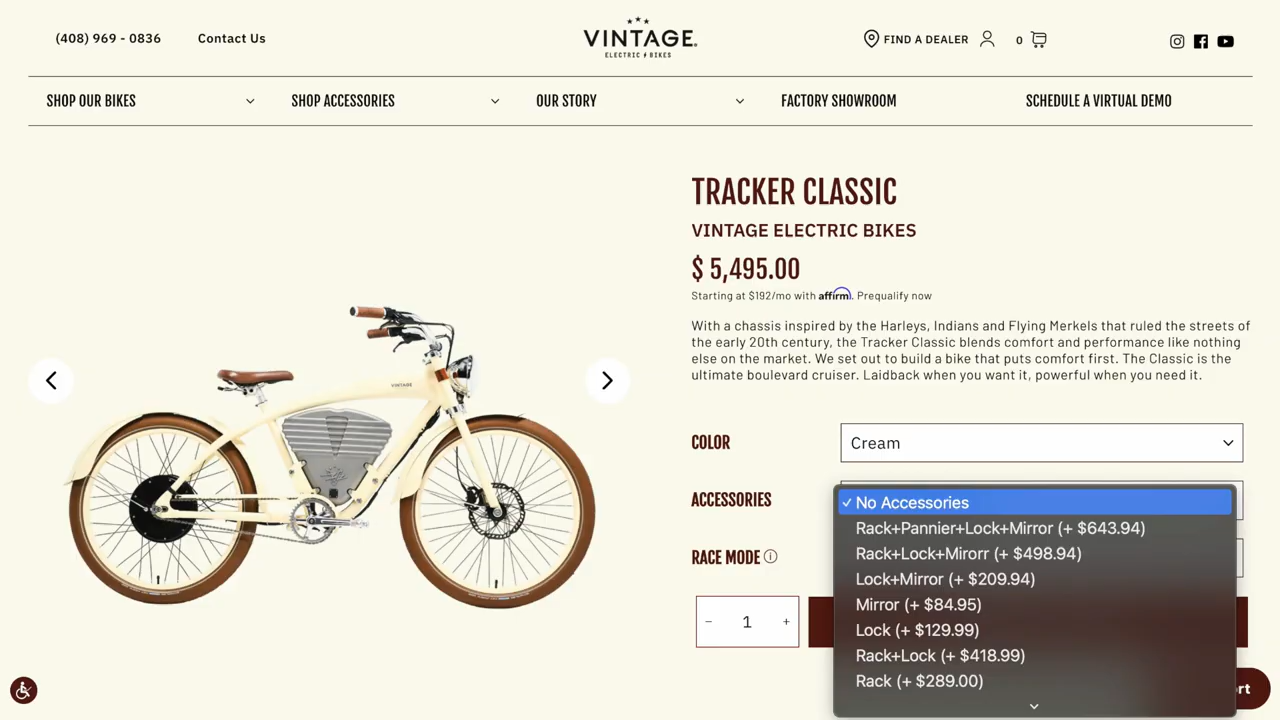 (408) 969 - 0836
Contact Us
VINTAGE
ELECTRIC BIKES
FIND A DEALER
0
SHOP OUR BIKES
SHOP ACCESSORIES
OUR STORY
FACTORY SHOWROOM
SCHEDULE A VIRTUAL DEMO
VINTAGE
TRACKER CLASSIC
VINTAGE ELECTRIC BIKES
$ 5,495.00
Starting at $192/mo with affirm. Prequalify now
With a chassis inspired by the Harleys, Indians and Flying Merkels that ruled the streets of
the early 20th century, the Tracker Classic blends comfort and performance like nothing
else on the market. We set out to build a bike that puts comfort first. The Classic is the
ultimate boulevard cruiser. Laidback when you want it, powerful when you need it.
COLOR
Cream
ACCESSORIES
✓ No Accessories
Rack+Pannier+Lock+Mirror (+ $643.94)
Rack+Lock+Mirorr (+ $498.94)
Lock+Mirror (+ $209.94)
Mirror (+ $84.95)
Lock (+ $129.99)
Rack+Lock (+ $418.99)
Rack (+ $289.00)
RACE MODE
− 1 +
rt